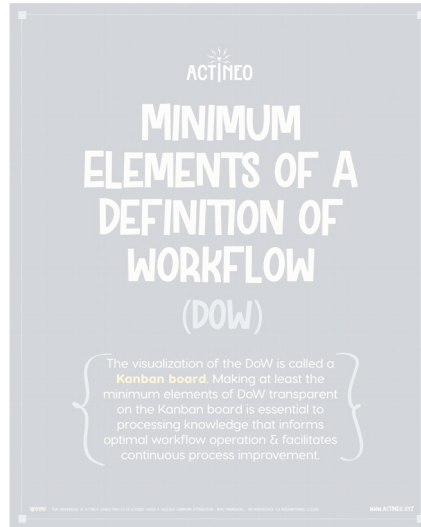 ACTINEO
MINIMUM
ELEMENTS OF A
DEFINITION OF
WORKFLOW
(DOW)
The visualization of the DoW is called a
Kanban board. Making at least the
minimum elements of DoW transparent
on the Kanban board is essential to
processing knowledge that informs
optimal workflow operation & facilitates
continuous process improvement.
WWW.ACTINEO.XYZ